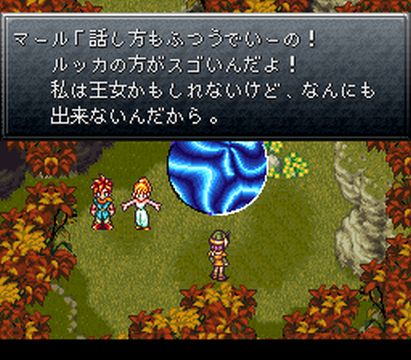 マール「話し方もふつうでいーの！
ルッカの方がスゴいんだよ！
私は王女かもしれないけど、なんにも
出来ないんだから。